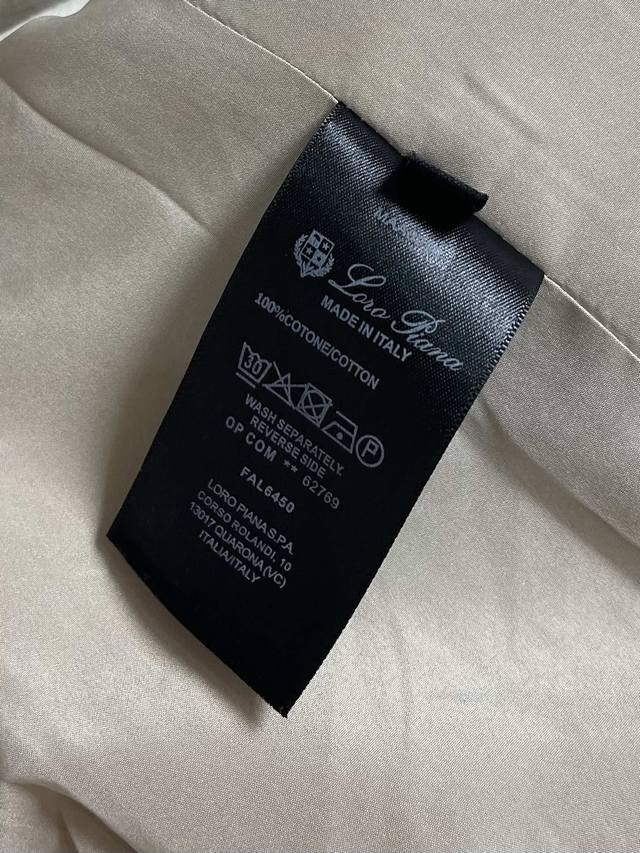 Loro Piana
MADE IN ITALY
100%COTONE/COTTON
30
P
WASH SEPARATELY.
REVERSE SIDE
OP COM ** 62769
FAL6450
LORO PIANA S.P.A.
CORSO ROLANDI, 10
13017 QUARONA (VC)
ITALIA/ITALY